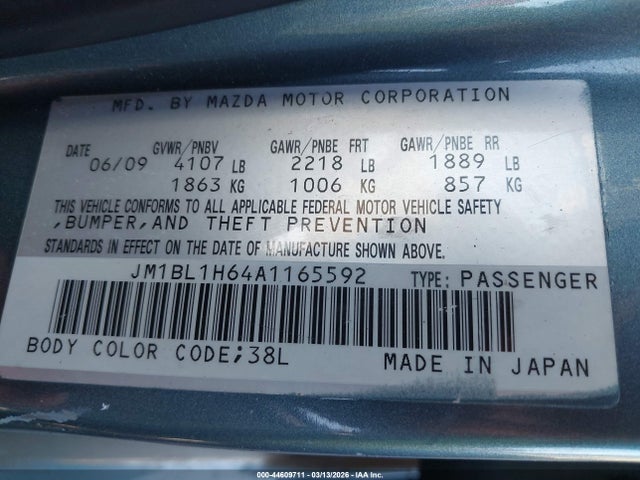 MFD. BY MAZDA MOTOR CORPORATION
DATE GVWR/PNBV GAWR/PNBE FRT GAWR/PNBE RR
06/09 4107 LB 2218 LB 1889 LB
1863 KG 1006 KG 857 KG
THIS VEHICLE CONFORMS TO ALL APPLICABLE FEDERAL MOTOR VEHICLE SAFETY
,BUMPER,AND THEFT PREVENTION
STANDARDS IN EFFECT ON THE DATE OF MANUFACTURE SHOWN ABOVE.
JM1BL1H64A1165592 TYPE: PASSENGER
BODY COLOR CODE;38L MADE IN JAPAN
000-44609711 - 03/13/2026 - IAA Inc.